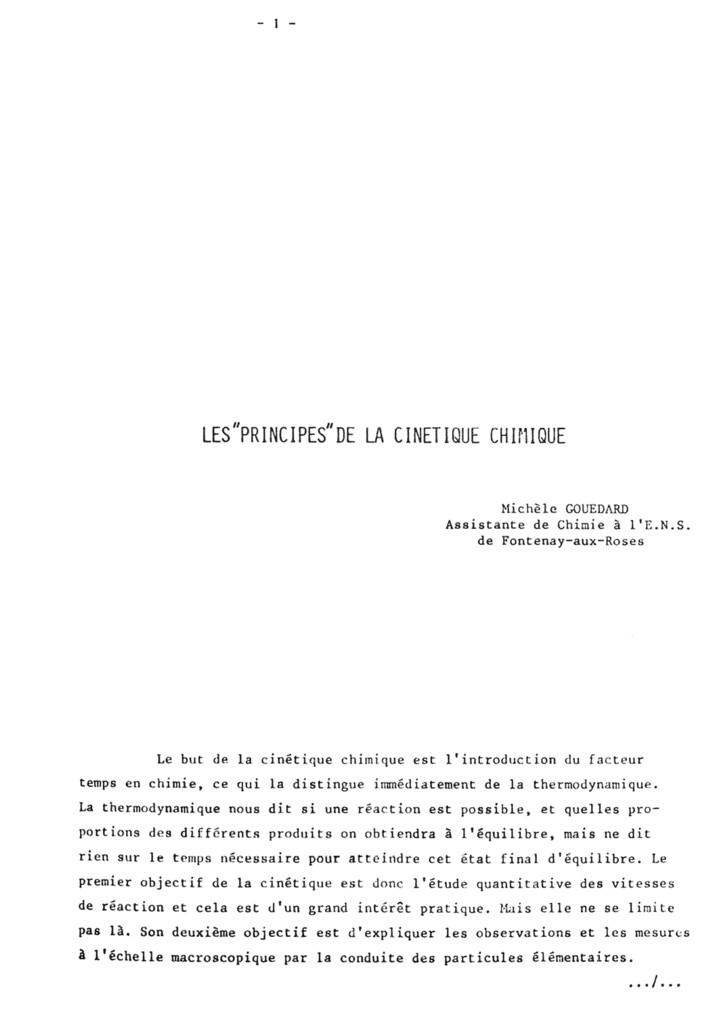 - 1 -
LES "PRINCIPES" DE LA CINETIQUE CHIMIQUE
Michèle GOUEDARD
Assistante de Chimie à l'E.N.S.
de Fontenay-aux-Roses
Le but de la cinétique chimique est l'introduction du facteur
temps en chimie, ce qui la distingue immédiatement de la thermodynamique.
La thermodynamique nous dit si une réaction est possible, et quelles pro-
portions des différents produits on obtiendra à l'équilibre, mais ne dit
rien sur le temps nécessaire pour atteindre cet état final d'équilibre. Le
premier objectif de la cinétique est donc l'étude quantitative des vitesses
de réaction et cela est d'un grand intérêt pratique. Mais elle ne se limite
pas là. Son deuxième objectif est d'expliquer les observations et les mesures
à l'échelle macroscopique par la conduite des particules élémentaires.
.../...